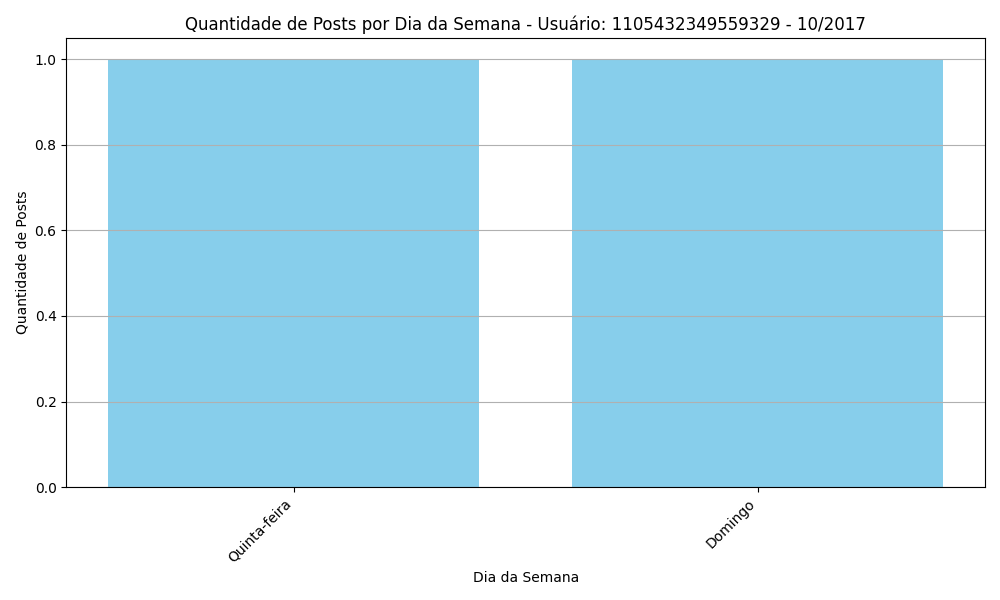 Quantidade de Posts por Dia da Semana - Usuário: 1105432349559329 - 10/2017
Quantidade de Posts
1.0
0.8
0.6
0.4
0.2
0.0
Quinta-feira
Domingo
Dia da Semana